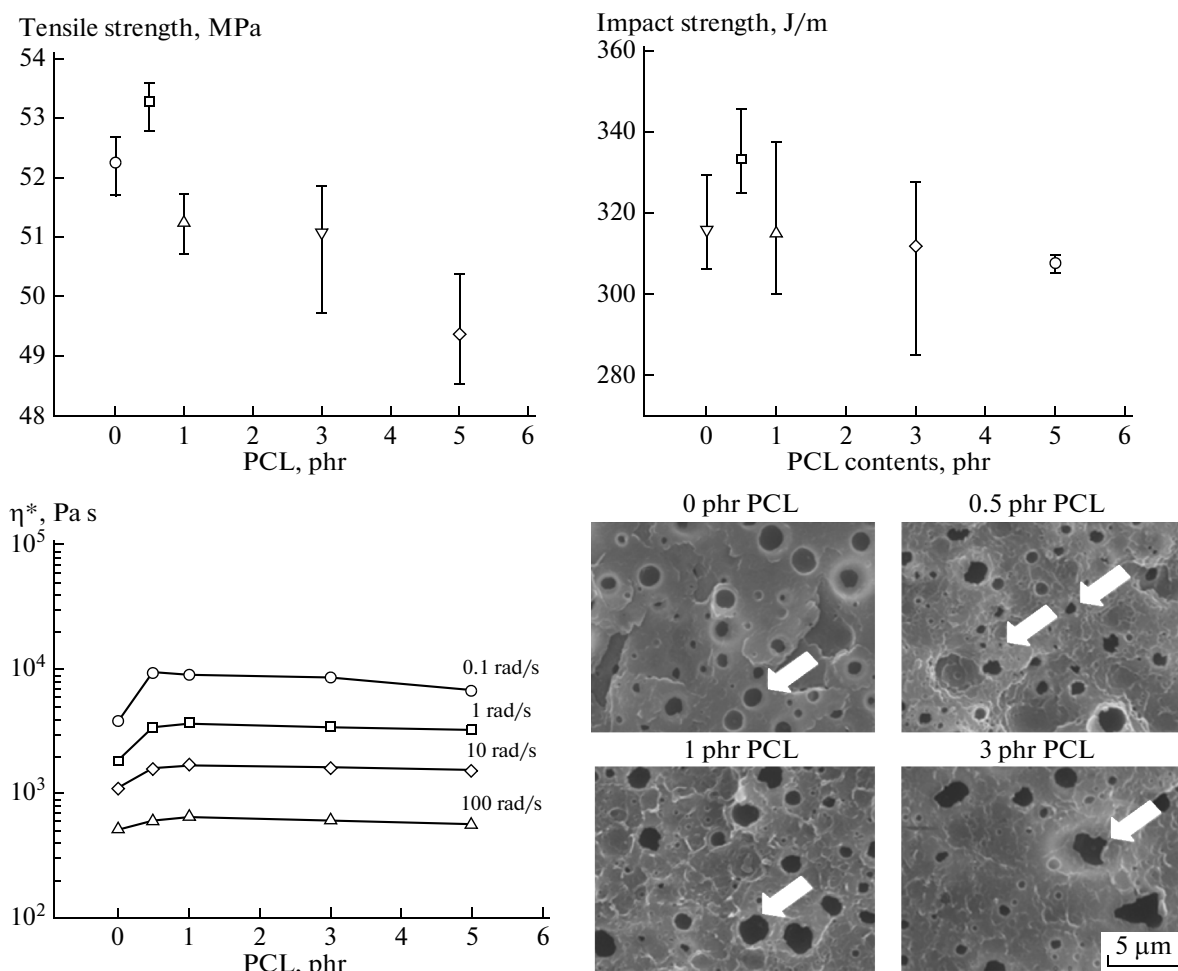 Tensile strength, MPa
54
53
52
51
50
49
48
0 1 2 3 4 5 6
PCL, phr
Impact strength, J/m
360
340
320
300
280
0 1 2 3 4 5 6
PCL contents, phr
η*, Pa s
10^5
10^4
10^3
10^2
0.1 rad/s
1 rad/s
10 rad/s
100 rad/s
0 1 2 3 4 5 6
PCL, phr
0 phr PCL
0.5 phr PCL
1 phr PCL
3 phr PCL
5 μm